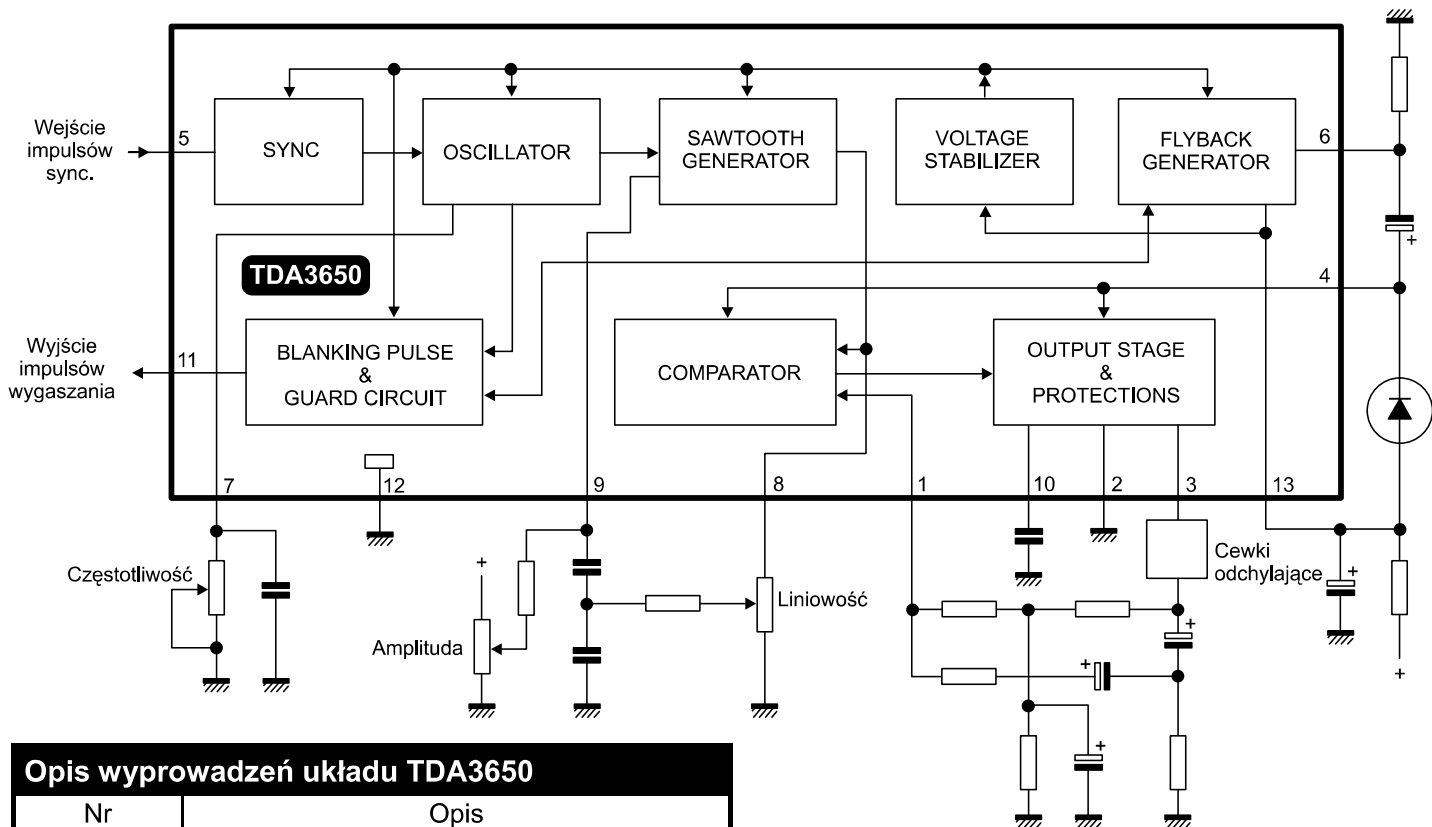 Wejście
impulsów
sync.
5
SYNC
OSCILLATOR
SAWTOOTH
GENERATOR
VOLTAGE
STABILIZER
FLYBACK
GENERATOR
6
+
TDA3650
4
Wyjście
impulsów
wygaszania
11
BLANKING PULSE
&
GUARD CIRCUIT
COMPARATOR
OUTPUT STAGE
&
PROTECTIONS
7
12
9
8
1
10
2
3
13
Częstotliwość
+
Amplituda
Liniowość
Cewki
odchylające
+
+
+
+
+
Opis wyprowadzeń układu TDA3650
Nr
Opis